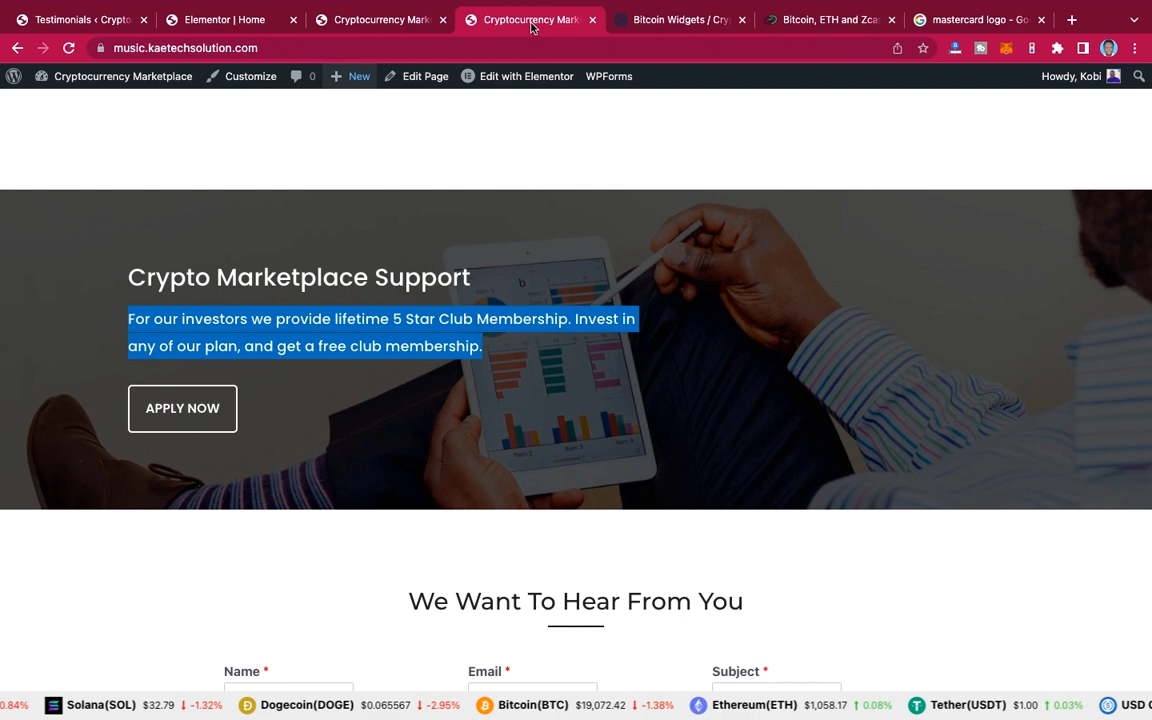 Testimonials ‹ Crypto
Elementor | Home
Cryptocurrency Mark
Cryptocurrency Mark
Bitcoin Widgets / Cry
Bitcoin, ETH and Zca
mastercard logo - Go
music.kaetechsolution.com
Cryptocurrency Marketplace
Customize
0
New
Edit Page
Edit with Elementor
WPForms
Howdy, Kobi
Crypto Marketplace Support
For our investors we provide lifetime 5 Star Club Membership. Invest in
any of our plan, and get a free club membership.
APPLY NOW
We Want To Hear From You
Name *
Email *
Subject *
0.84%
Solana(SOL) $32.79 ↓ -1.32%
Dogecoin(DOGE) $0.065567 ↓ -2.95%
Bitcoin(BTC) $19,072.42 ↓ -1.38%
Ethereum(ETH) $1,058.17 ↑ 0.08%
Tether(USDT) $1.00 ↑ 0.03%
USD C